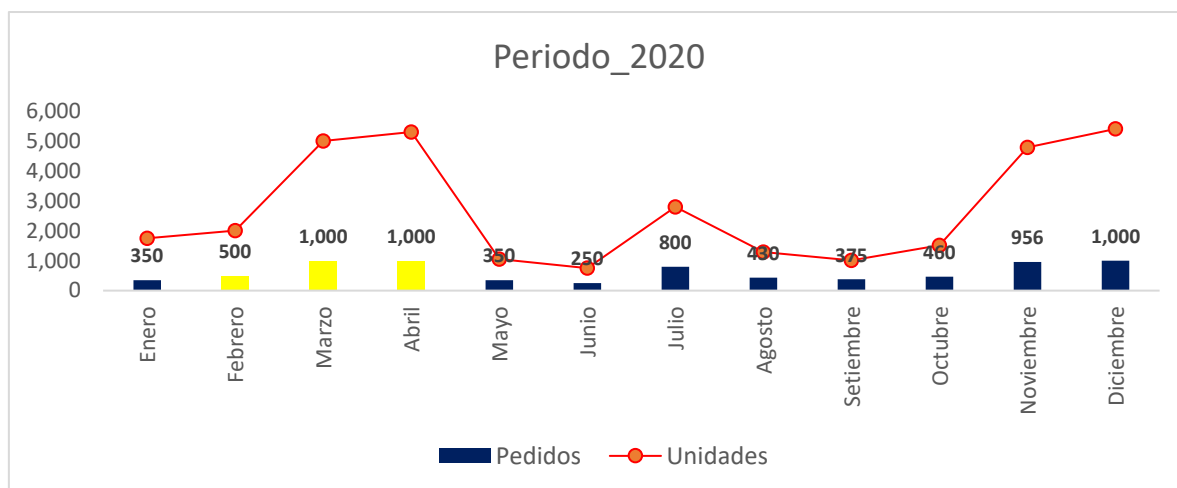 Periodo_2020
6,000
5,000
4,000
3,000
2,000
1,000
0
350
500
1,000
1,000
350
250
800
430
375
460
956
1,000
Enero
Febrero
Marzo
Abril
Mayo
Junio
Julio
Agosto
Setiembre
Octubre
Noviembre
Diciembre
Pedidos
Unidades